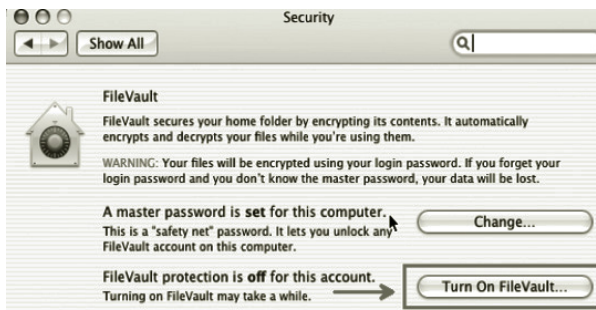 Security
Show All
FileVault
FileVault secures your home folder by encrypting its contents. It automatically
encrypts and decrypts your files while you're using them.
WARNING: Your files will be encrypted using your login password. If you forget your
login password and you don't know the master password, your data will be lost.
A master password is set for this computer.
This is a "safety net" password. It lets you unlock any
FileVault account on this computer.
Change...
FileVault protection is off for this account.
Turning on FileVault may take a while.
Turn On FileVault...